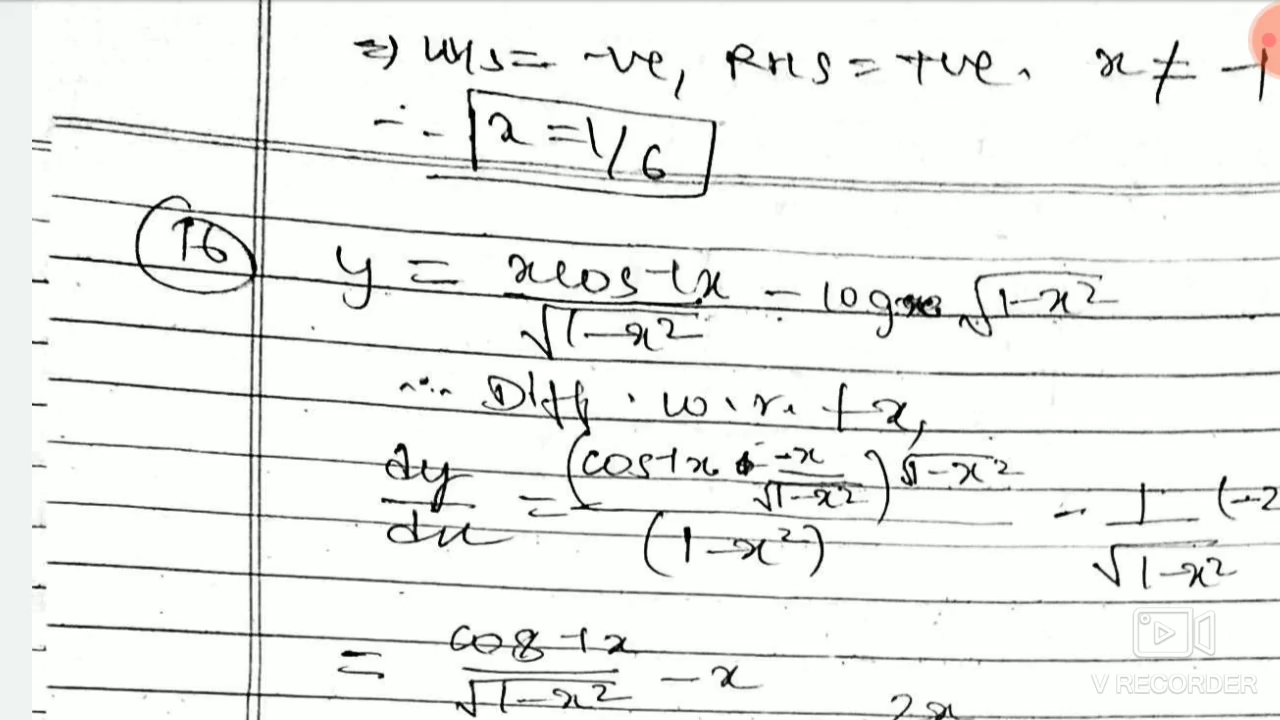 ⇒ LHS = -ve, RHS = +ve. x ≠ -1
∴ x = 1/6
16 y = xcos-1x/√1-x² - log √1-x²
∴ Diff. w.r.t x,
dy/dx = (cos-1x + -x/√1-x²)√1-x²/(1-x²) - 1/√1-x² (-2
= cos-1x/√1-x² - x 2x
V RECORDER